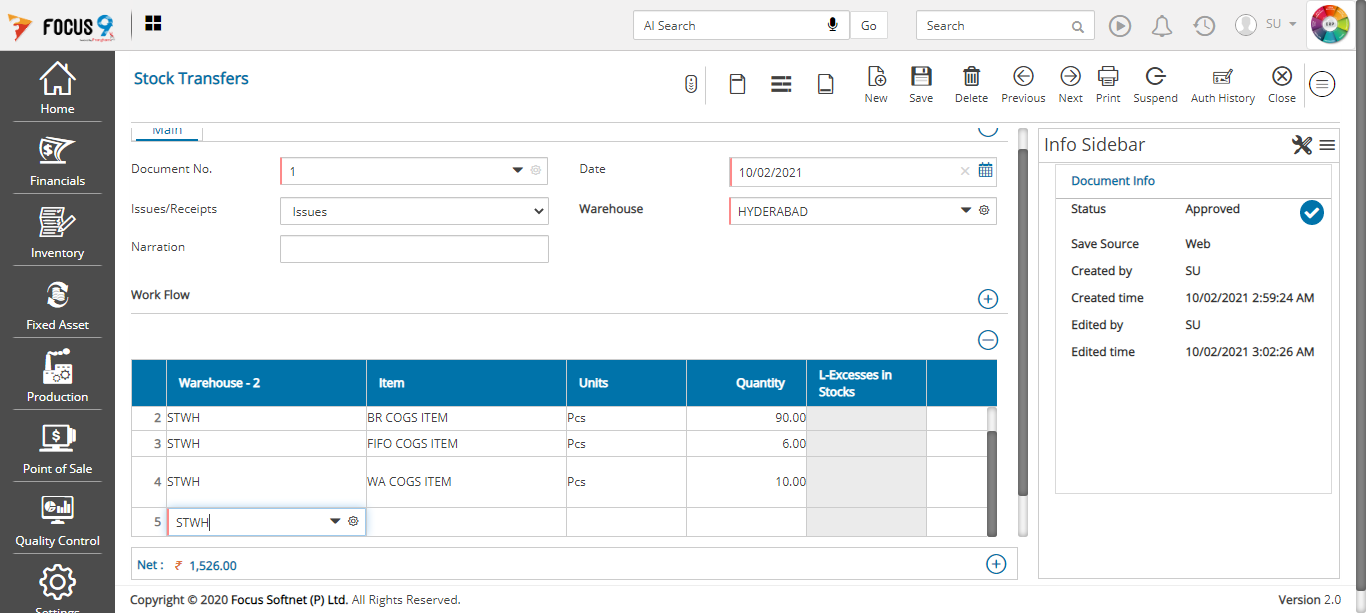 FOCUS 9
AI Search
Go
Search
SU
Home
Financials
Inventory
Fixed Asset
Production
Point of Sale
Quality Control
Settings
Stock Transfers
New
Save
Delete
Previous
Next
Print
Suspend
Auth History
Close
Main
Document No.
1
Date
10/02/2021
Issues/Receipts
Issues
Warehouse
HYDERABAD
Narration
Work Flow
Warehouse - 2 Item Units Quantity L-Excesses in Stocks
2 STWH BR COGS ITEM Pcs 90.00
3 STWH FIFO COGS ITEM Pcs 6.00
4 STWH WA COGS ITEM Pcs 10.00
5 STWH
Net : ₹ 1,526.00
Info Sidebar
Document Info
Status Approved
Save Source Web
Created by SU
Created time 10/02/2021 2:59:24 AM
Edited by SU
Edited time 10/02/2021 3:02:26 AM
Copyright © 2020 Focus Softnet (P) Ltd. All Rights Reserved.
Version 2.0